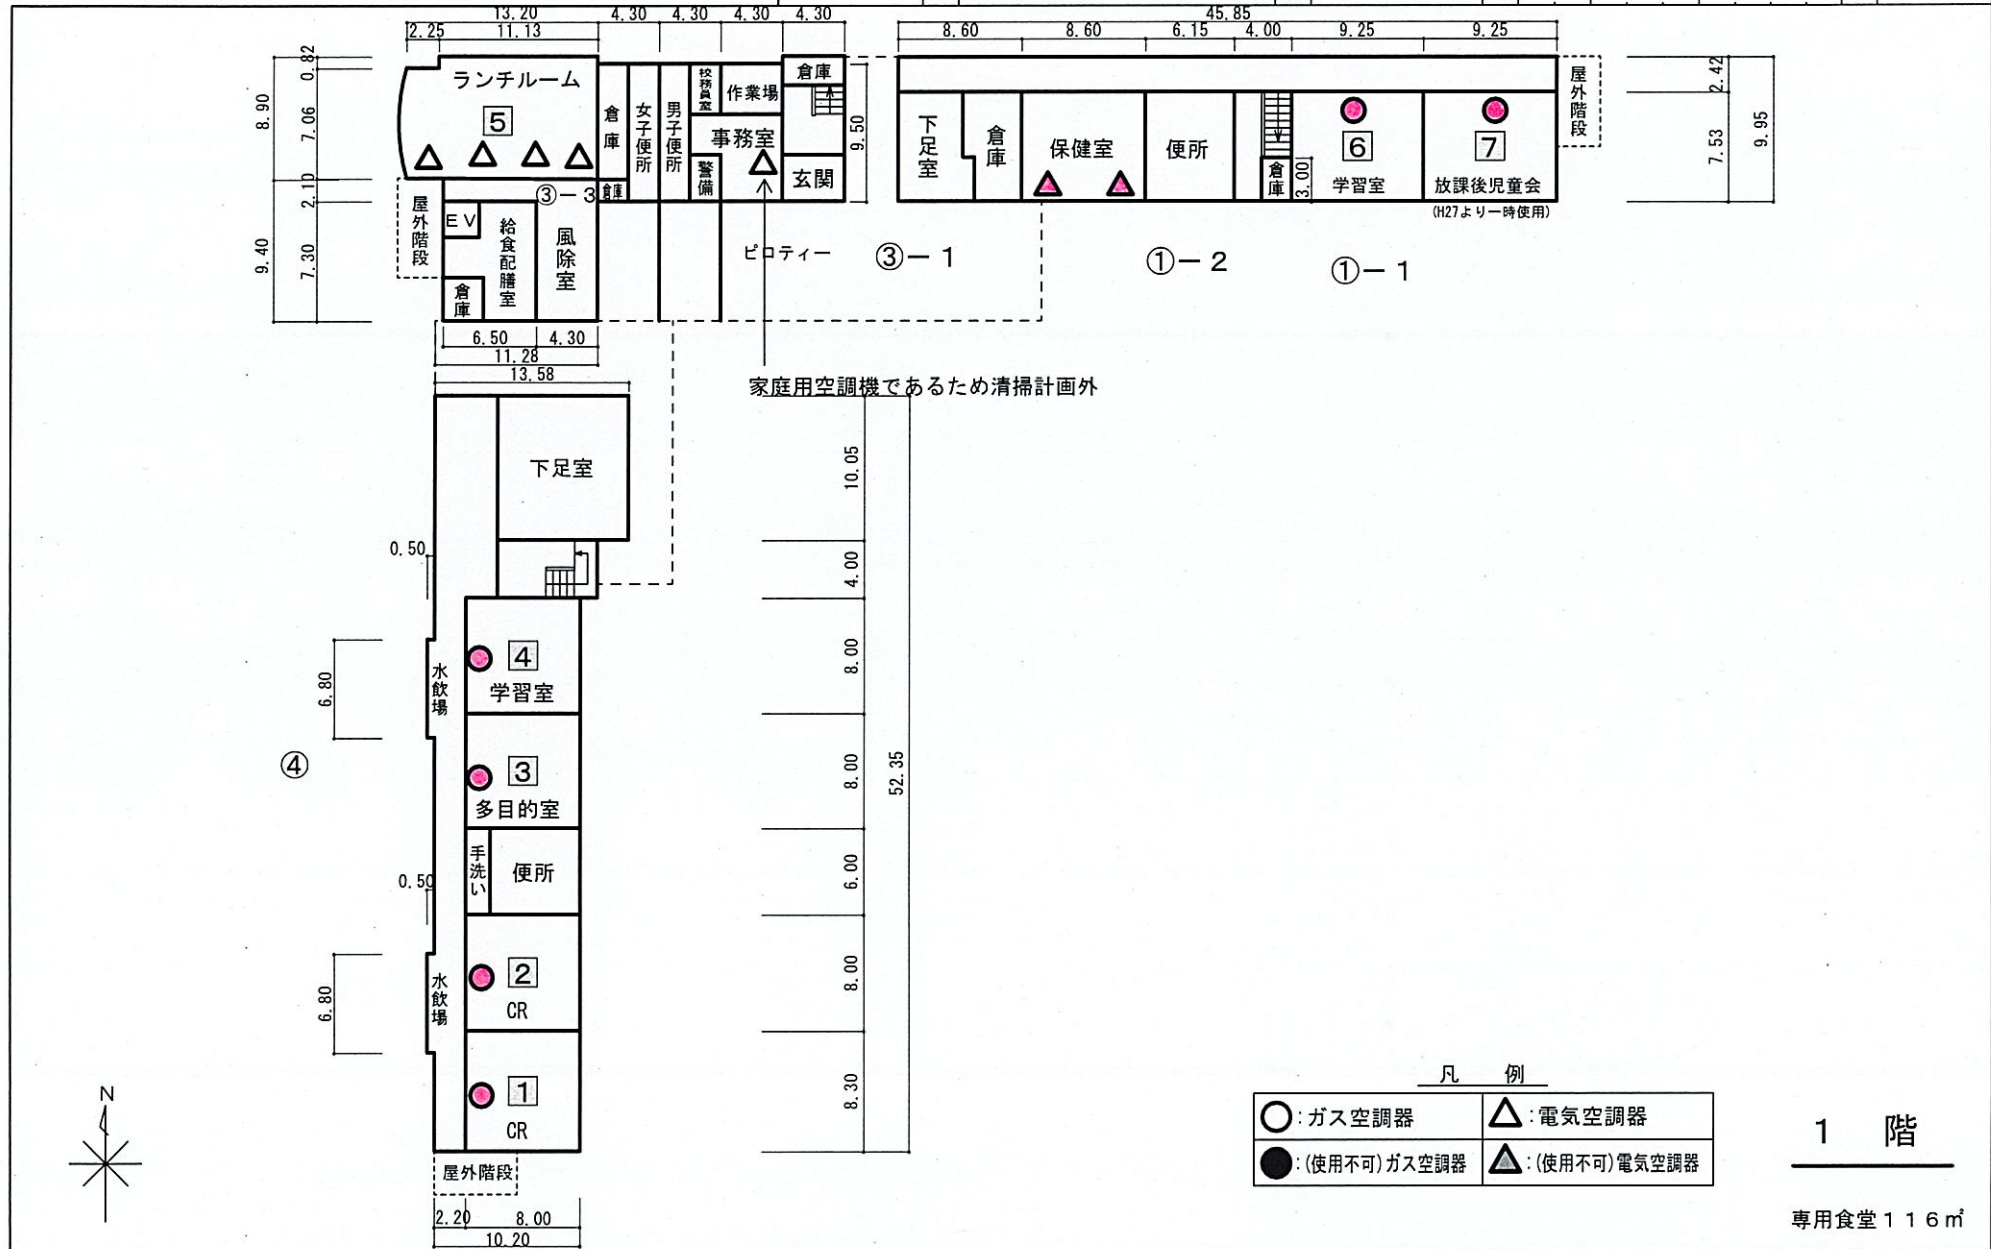 13.20
4.30
4.30
4.30
4.30
45.85
2.25
11.13
8.60
8.60
6.15
4.00
9.25
9.25
0.82
8.90
7.06
2.10
9.40
7.30
ランチルーム
5
倉庫
女子便所
男子便所
校務員室
作業場
倉庫
事務室
警備
玄関
9.50
③－3
倉庫
屋外階段
EV
給食配膳室
風除室
倉庫
ピロティー
6.50
4.30
11.28
13.58
家庭用空調機であるため清掃計画外
下足室
倉庫
保健室
便所
倉庫
3.00
6
学習室
7
放課後児童会
(H27より一時使用)
屋外階段
2.42
7.53
9.95
③－1
①－2
①－1
下足室
10.05
0.50
4.00
4
学習室
8.00
水飲場
6.80
④
3
多目的室
8.00
52.35
手洗い
便所
6.00
0.50
2
CR
8.00
水飲場
6.80
1
CR
8.30
屋外階段
2.20
8.00
10.20
N
凡　例
○:ガス空調器
△:電気空調器
●:(使用不可)ガス空調器
▲:(使用不可)電気空調器
1　階
専用食堂116㎡